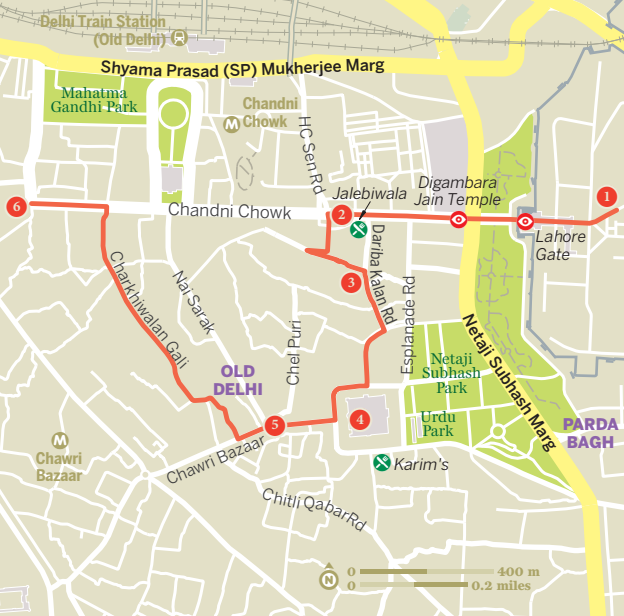 Delhi Train Station
(Old Delhi)
Shyama Prasad (SP) Mukherjee Marg
Mahatma
Gandhi Park
Chandni
Chowk
M
HC Sen Rd
Jalebiwala
Digambara
Jain Temple
1
6
Chandni Chowk
2
Lahore
Gate
Dariba Kalan Rd
3
Charkhiwalan Gali
Nai Sarak
Chel Puri
Esplanade Rd
Netaji Subhash Marg
OLD
DELHI
Netaji
Subhash
Park
4
5
Urdu
Park
PARDA
BAGH
M
Chawri
Bazaar
Chawri Bazaar
Karim's
Chitli Qabar Rd
N
0 400 m
0 0.2 miles